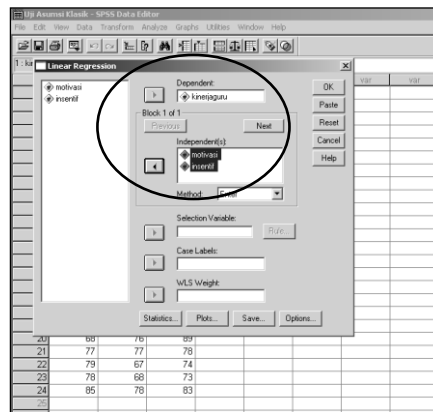 Uji Asumsi Klasik - SPSS Data Editor
File Edit View Data Transform Analyze Graphs Utilities Window Help
1 : kin
Linear Regression
var var
motivasi
insentif
Dependent:
kinerjaguru
Block 1 of 1
Previous Next
Independent(s):
motivasi
insentif
Method: Enter
Selection Variable:
Rule...
Case Labels:
WLS Weight:
OK
Paste
Reset
Cancel
Help
Statistics... Plots... Save... Options...
20 68 76 89
21 77 77 78
22 79 67 74
23 78 68 73
24 85 78 83
25